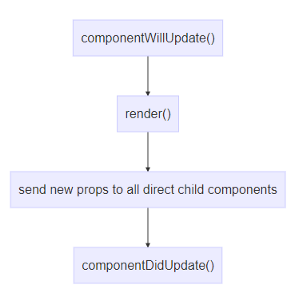 componentWillUpdate()
render()
send new props to all direct child components
componentDidUpdate()